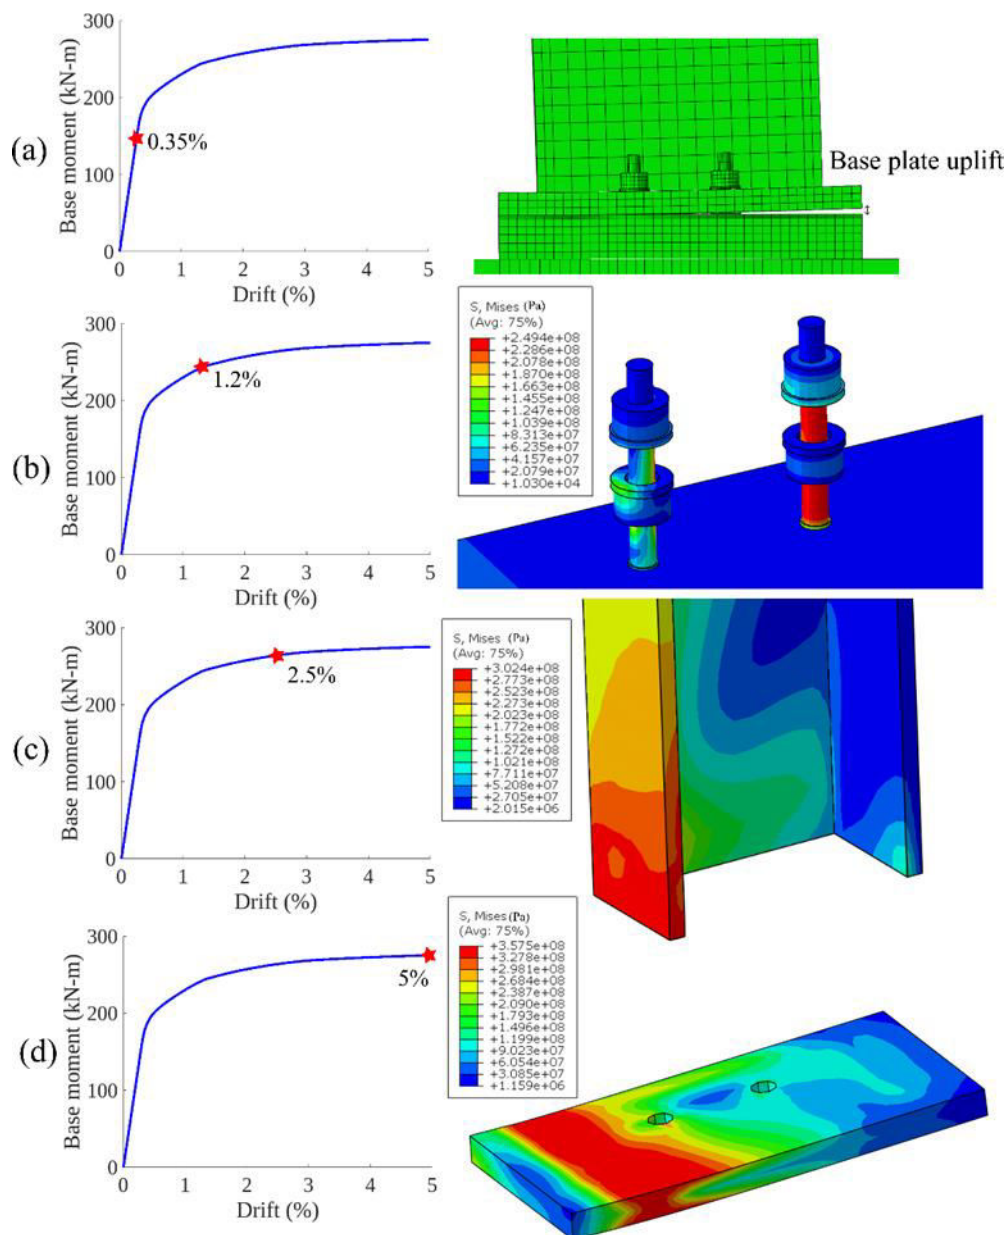 (a)
300
200
100
0
Base moment (kN-m)
0.35%
0 1 2 3 4 5
Drift (%)
Base plate uplift
(b)
300
200
100
0
Base moment (kN-m)
1.2%
0 1 2 3 4 5
Drift (%)
S, Mises (Pa)
(Avg: 75%)
+2.494e+08
+2.286e+08
+2.078e+08
+1.870e+08
+1.663e+08
+1.455e+08
+1.247e+08
+1.039e+08
+8.313e+07
+6.235e+07
+4.157e+07
+2.079e+07
+1.030e+04
(c)
300
200
100
0
Base moment (kN-m)
2.5%
0 1 2 3 4 5
Drift (%)
S, Mises (Pa)
(Avg: 75%)
+3.024e+08
+2.773e+08
+2.523e+08
+2.273e+08
+2.023e+08
+1.772e+08
+1.522e+08
+1.272e+08
+1.021e+08
+7.711e+07
+5.208e+07
+2.705e+07
+2.015e+06
(d)
300
200
100
0
Base moment (kN-m)
5%
0 1 2 3 4 5
Drift (%)
S, Mises (Pa)
(Avg: 75%)
+3.575e+08
+3.278e+08
+2.981e+08
+2.684e+08
+2.387e+08
+2.090e+08
+1.793e+08
+1.496e+08
+1.199e+08
+9.023e+07
+6.054e+07
+3.085e+07
+1.159e+06